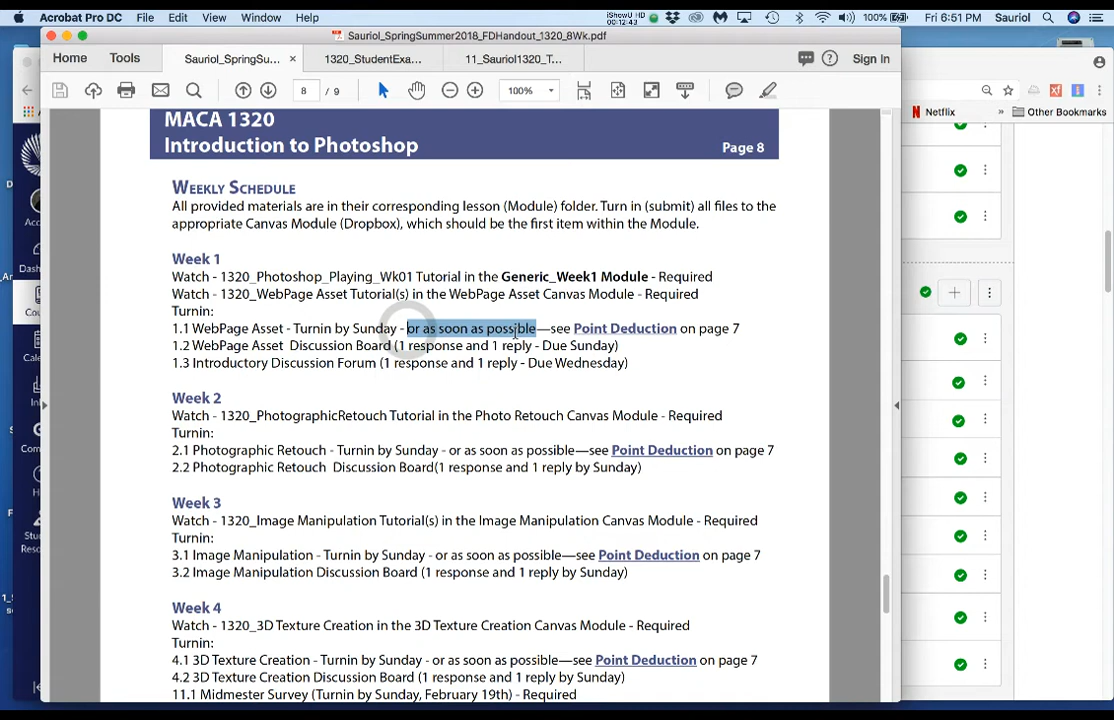 Acrobat Pro DC File Edit View Window Help
iShowU
00:12:43
100% Fri 6:51 PM Sauriol
Sauriol_SpringSummer2018_FDHandout_1320_8Wk.pdf
Home Tools Sauriol_SpringSu... × 1320_StudentExa... 11_Sauriol1320_T... Sign In
8 / 9 100%
Netflix » Other Bookmarks
MACA 1320
Introduction to Photoshop Page 8
WEEKLY SCHEDULE
All provided materials are in their corresponding lesson (Module) folder. Turn in (submit) all files to the
appropriate Canvas Module (Dropbox), which should be the first item within the Module.
Week 1
Watch - 1320_Photoshop_Playing_Wk01 Tutorial in the Generic_Week1 Module - Required
Watch - 1320_WebPage Asset Tutorial(s) in the WebPage Asset Canvas Module - Required
Turnin:
1.1 WebPage Asset - Turnin by Sunday - or as soon as possible—see Point Deduction on page 7
1.2 WebPage Asset Discussion Board (1 response and 1 reply - Due Sunday)
1.3 Introductory Discussion Forum (1 response and 1 reply - Due Wednesday)
Week 2
Watch - 1320_PhotographicRetouch Tutorial in the Photo Retouch Canvas Module - Required
Turnin:
2.1 Photographic Retouch - Turnin by Sunday - or as soon as possible—see Point Deduction on page 7
2.2 Photographic Retouch Discussion Board(1 response and 1 reply by Sunday)
Week 3
Watch - 1320_Image Manipulation Tutorial(s) in the Image Manipulation Canvas Module - Required
Turnin:
3.1 Image Manipulation - Turnin by Sunday - or as soon as possible—see Point Deduction on page 7
3.2 Image Manipulation Discussion Board (1 response and 1 reply by Sunday)
Week 4
Watch - 1320_3D Texture Creation in the 3D Texture Creation Canvas Module - Required
Turnin:
4.1 3D Texture Creation - Turnin by Sunday - or as soon as possible—see Point Deduction on page 7
4.2 3D Texture Creation Discussion Board (1 response and 1 reply by Sunday)
11.1 Midmester Survey (Turnin by Sunday, February 19th) - Required